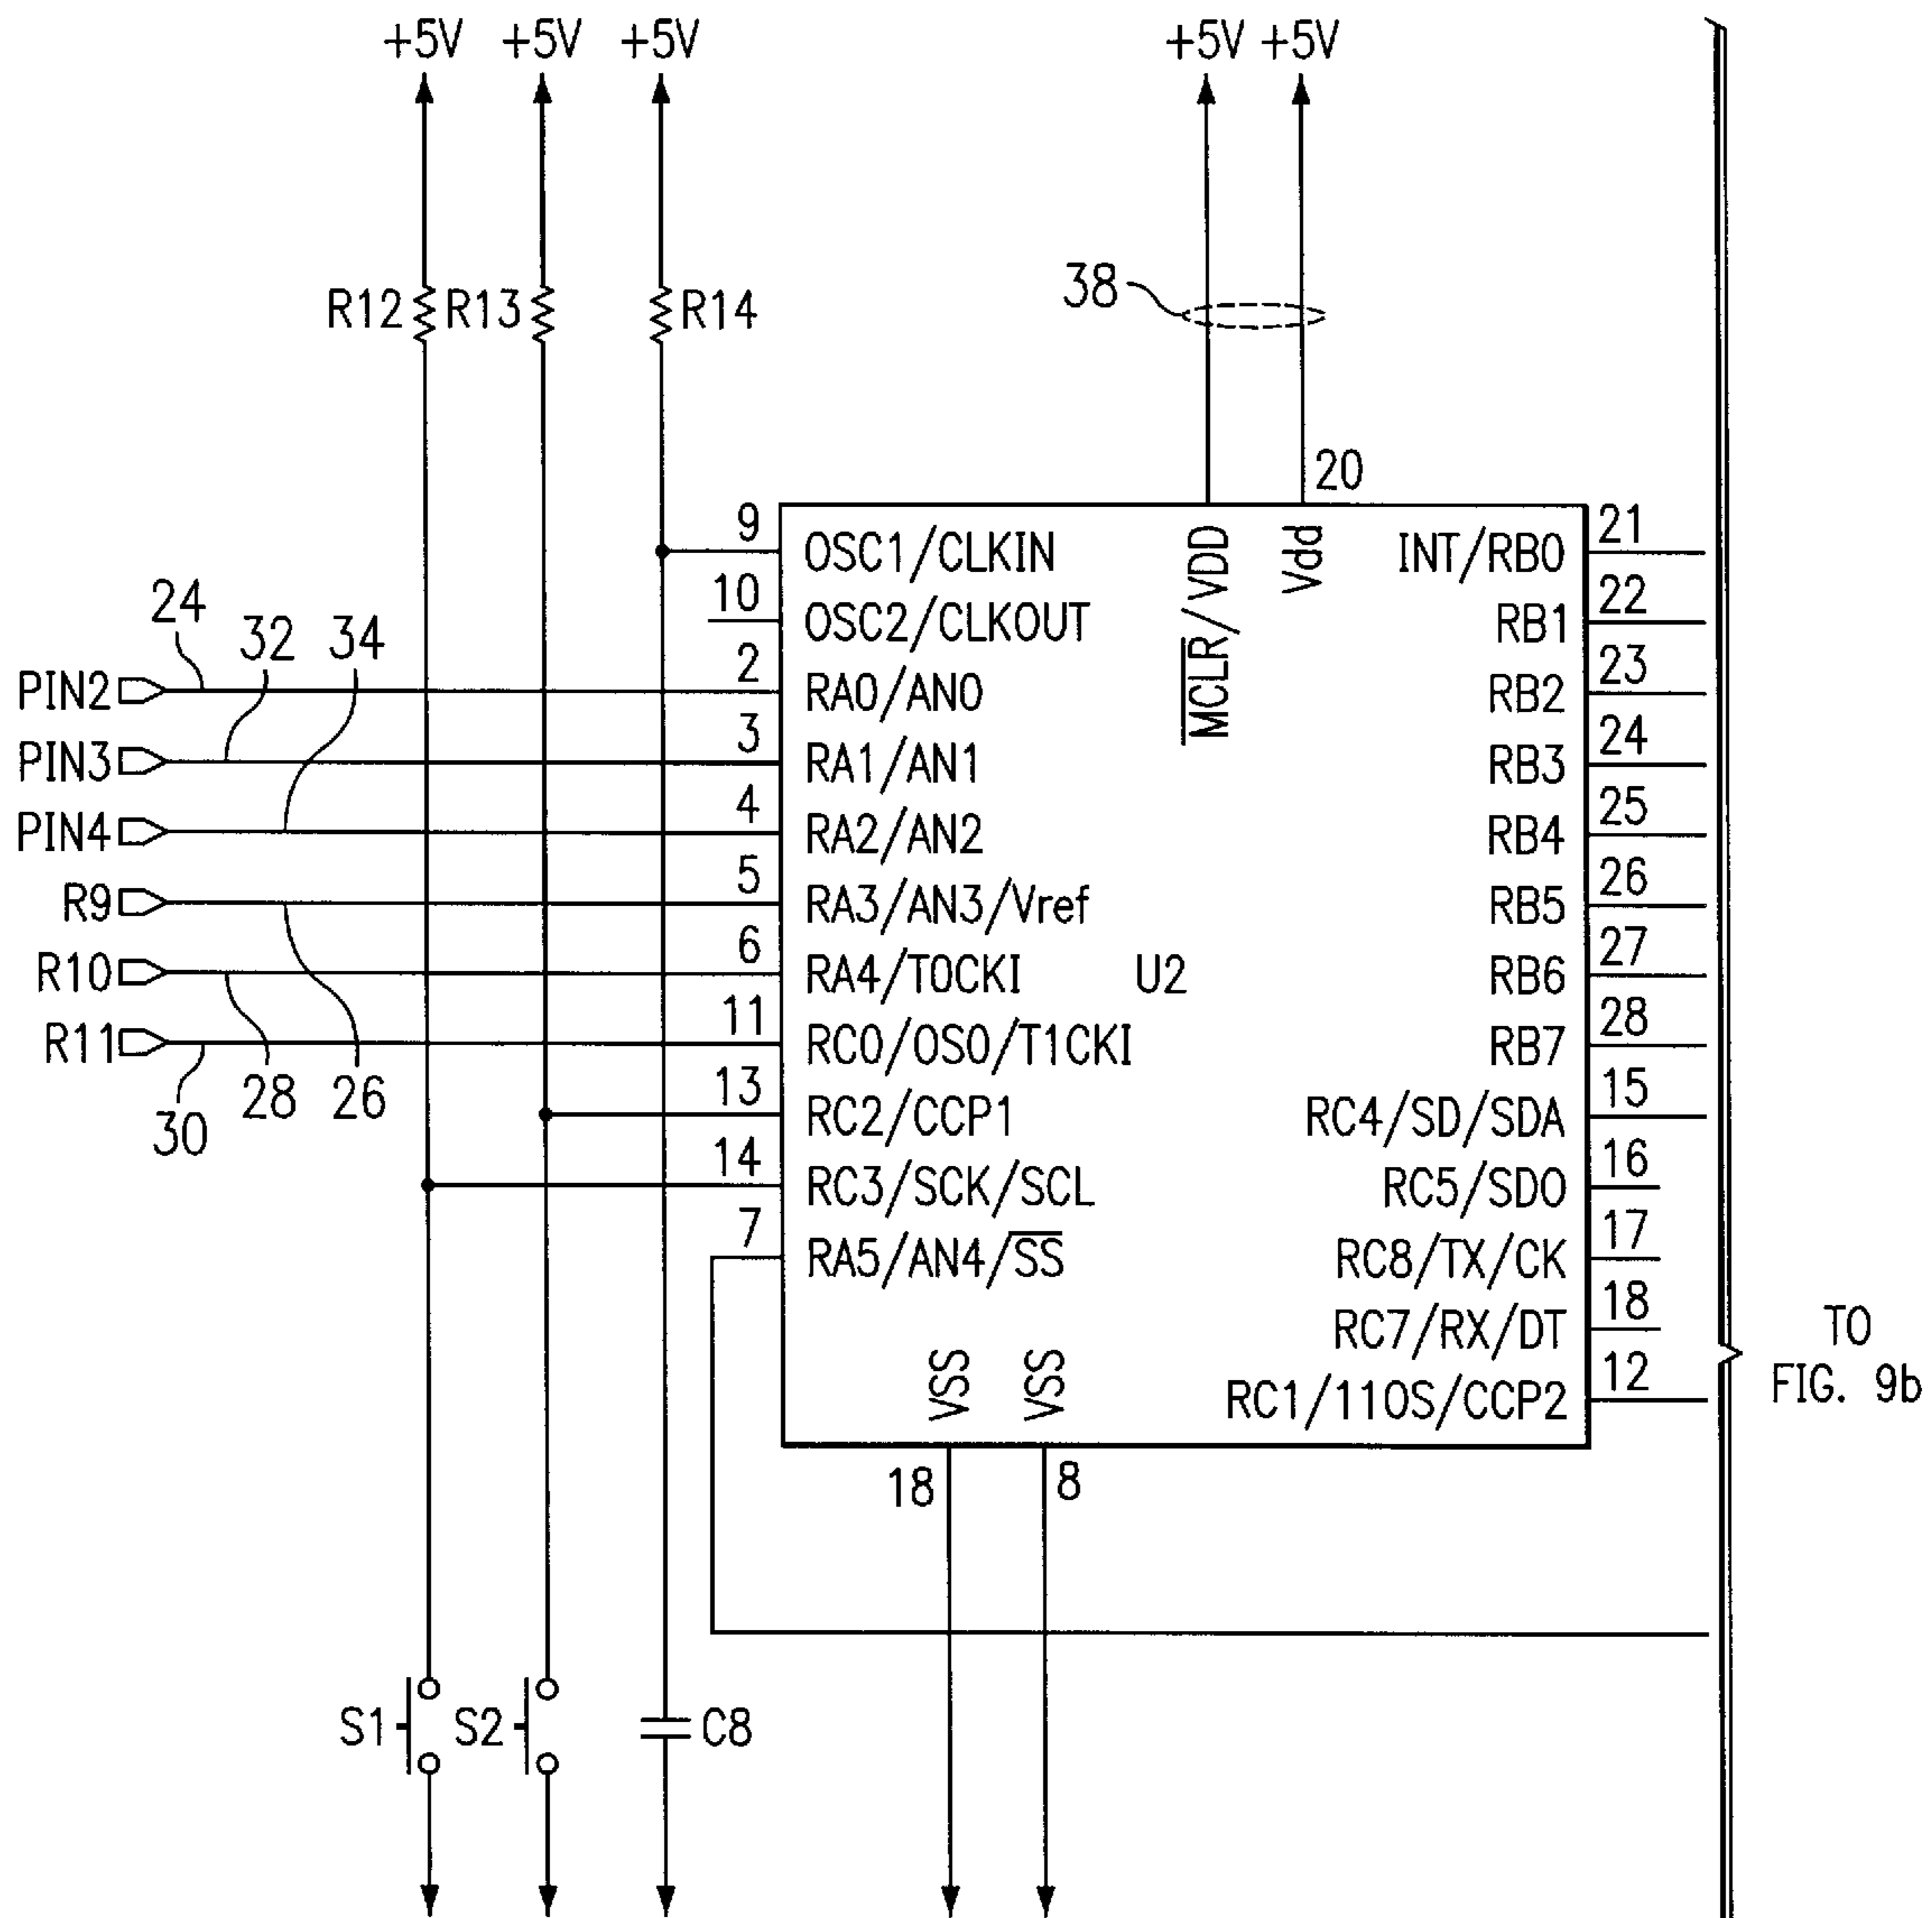 +5V +5V +5V +5V +5V
R12 R13 R14 38
20
9 OSC1/CLKIN MCLR/VDD Vdd INT/RB0 21
10 OSC2/CLKOUT RB1 22
24 32 34
PIN2 2 RA0/AN0 RB2 23
PIN3 3 RA1/AN1 RB3 24
PIN4 4 RA2/AN2 RB4 25
R9 5 RA3/AN3/Vref RB5 26
R10 6 RA4/T0CKI U2 RB6 27
R11 11 RC0/OS0/T1CKI RB7 28
30 28 26
13 RC2/CCP1 RC4/SD/SDA 15
14 RC3/SCK/SCL RC5/SDO 16
7 RA5/AN4/SS RC8/TX/CK 17
RC7/RX/DT 18
VSS VSS RC1/110S/CCP2 12
TO
FIG. 9b
18 8
S1 S2 C8